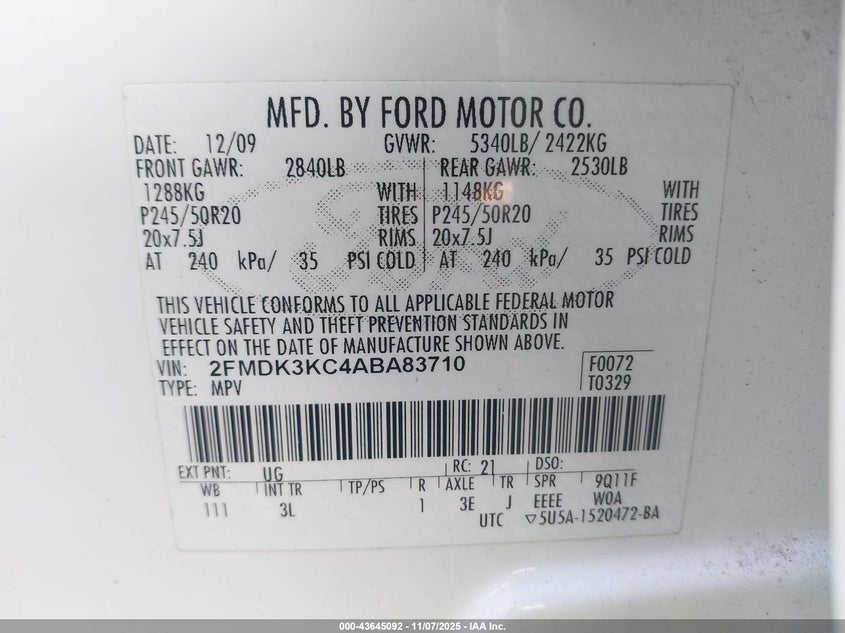 MFD. BY FORD MOTOR CO.
DATE: 12/09 GVWR: 5340LB/ 2422KG
FRONT GAWR: 2840LB REAR GAWR: 2530LB
1288KG WITH 1148KG WITH
P245/50R20 TIRES P245/50R20 TIRES
20x7.5J RIMS 20x7.5J RIMS
AT 240 kPa/ 35 PSI COLD AT 240 kPa/ 35 PSI COLD
THIS VEHICLE CONFORMS TO ALL APPLICABLE FEDERAL MOTOR
VEHICLE SAFETY AND THEFT PREVENTION STANDARDS IN
EFFECT ON THE DATE OF MANUFACTURE SHOWN ABOVE.
VIN: 2FMDK3KC4ABA83710 F0072
TYPE: MPV T0329
EXT PNT: UG RC: 21 DSO:
WB INT TR TP/PS R AXLE TR SPR 9Q11F
111 3L 1 3E J EEEE WOA
UTC ▽5U5A-1520472-BA
000-43645092 - 11/07/2025 - IAA Inc.